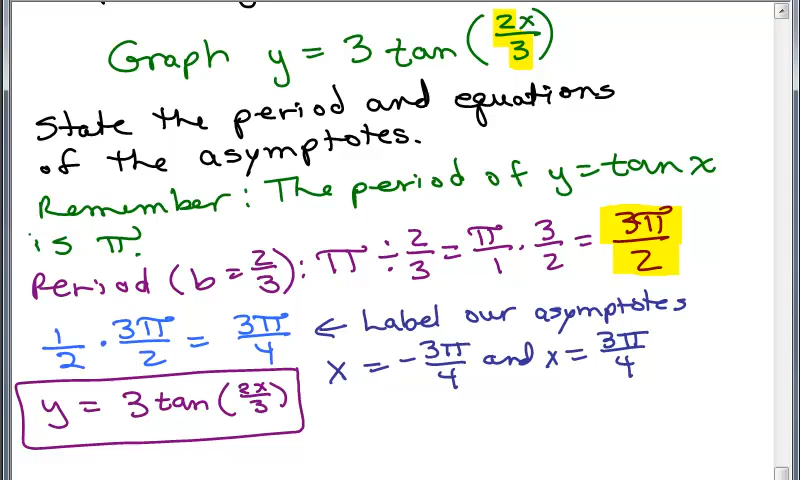 Graph y = 3 tan (2x/3)
State the period and equations
of the asymptotes.
Remember: The period of y = tan x
is π.
Period (b = 2/3): π ÷ 2/3 = π/1 · 3/2 = 3π/2
1/2 · 3π/2 = 3π/4 ← Label our asymptotes
x = -3π/4 and x = 3π/4
y = 3 tan (2x/3)